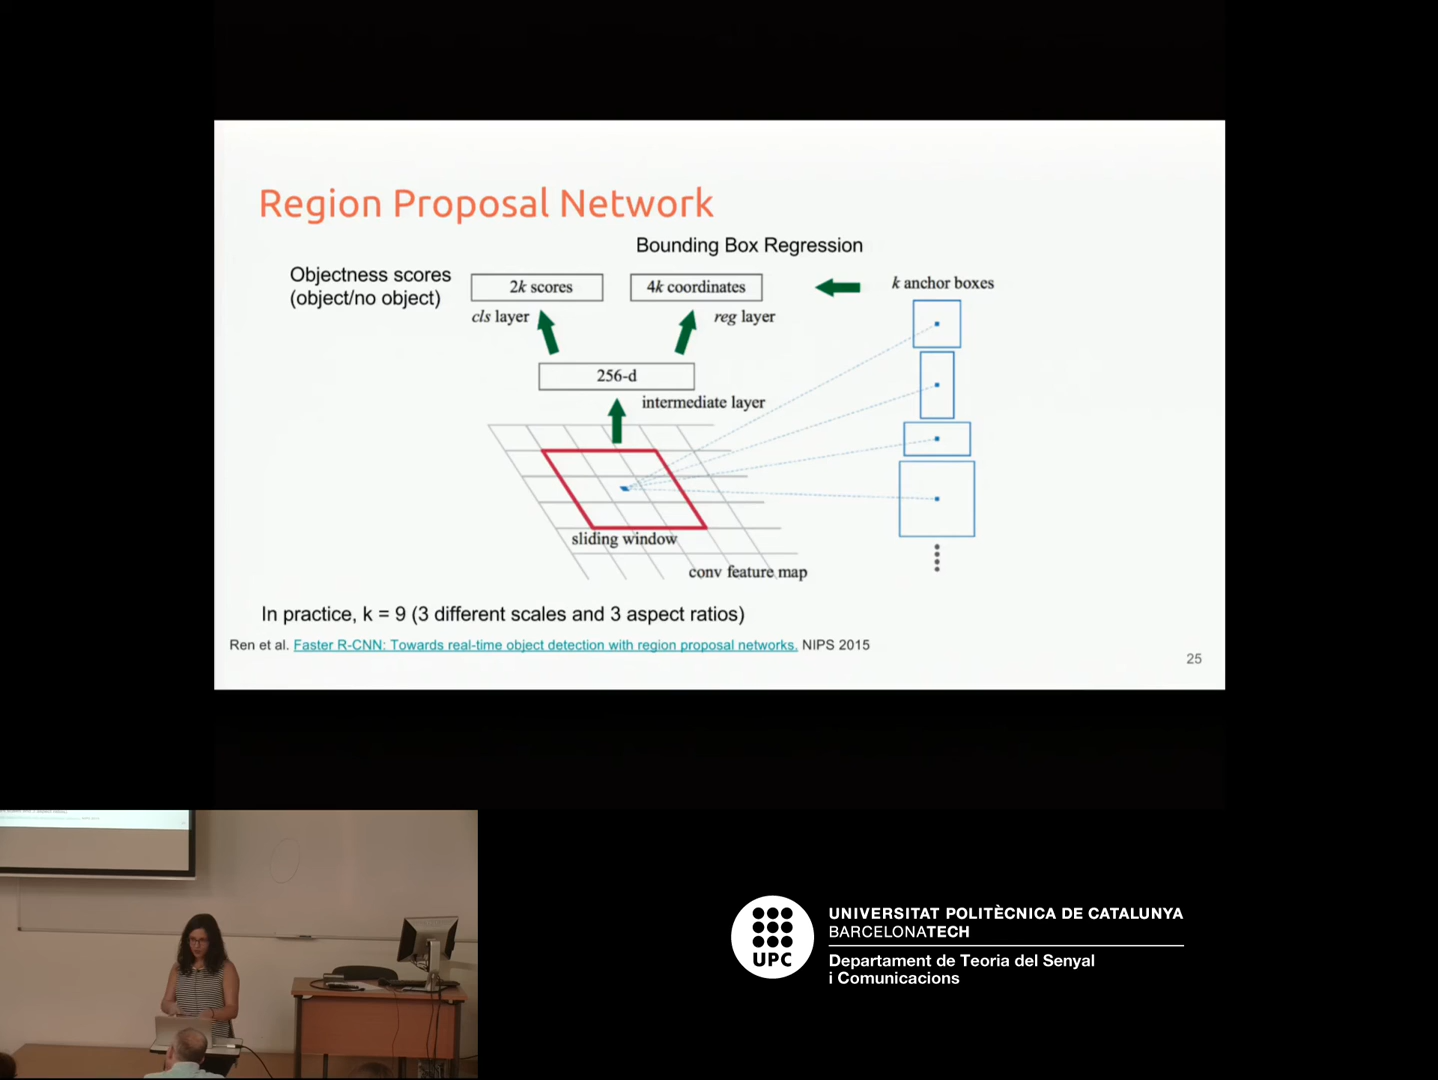 Region Proposal Network
Bounding Box Regression
Objectness scores
(object/no object)
2k scores
4k coordinates
k anchor boxes
cls layer
reg layer
256-d
intermediate layer
sliding window
conv feature map
In practice, k = 9 (3 different scales and 3 aspect ratios)
Ren et al. Faster R-CNN: Towards real-time object detection with region proposal networks. NIPS 2015
25
UPC
UNIVERSITAT POLITÈCNICA DE CATALUNYA
BARCELONATECH
Departament de Teoria del Senyal
i Comunicacions